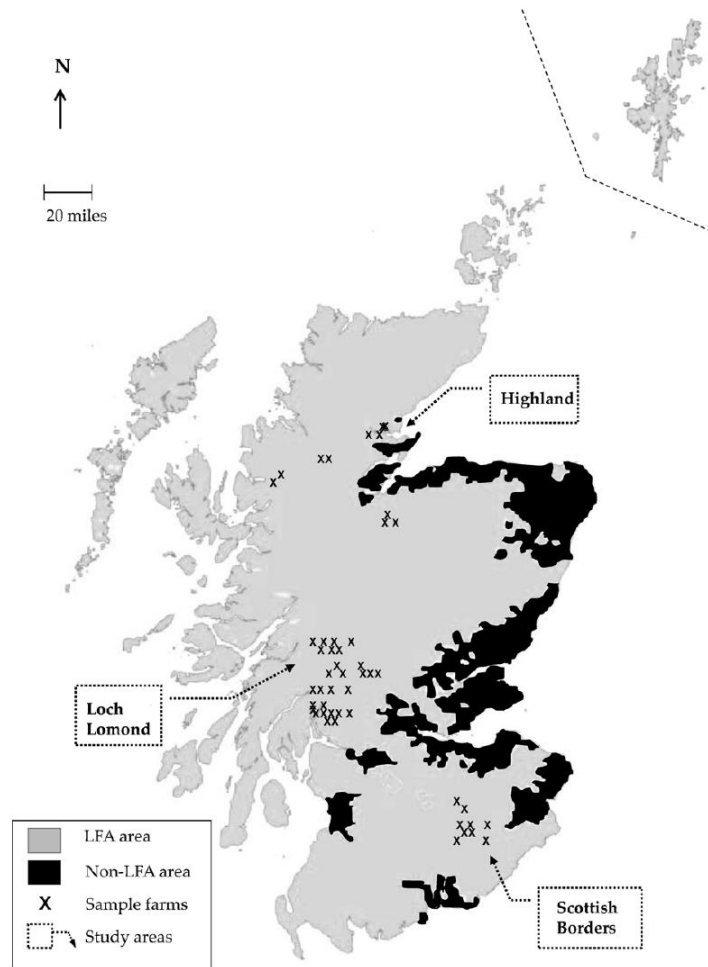 N
20 miles
Highland
Loch
Lomond
LFA area
Non-LFA area
X Sample farms
Study areas
Scottish
Borders